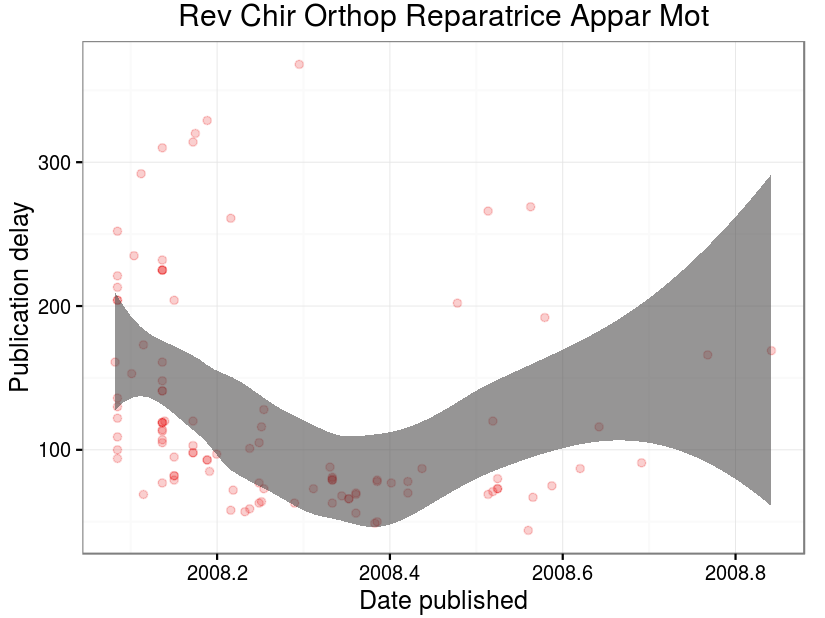 Rev Chir Orthop Reparatrice Appar Mot
Publication delay
300
200
100
2008.2 2008.4 2008.6 2008.8
Date published